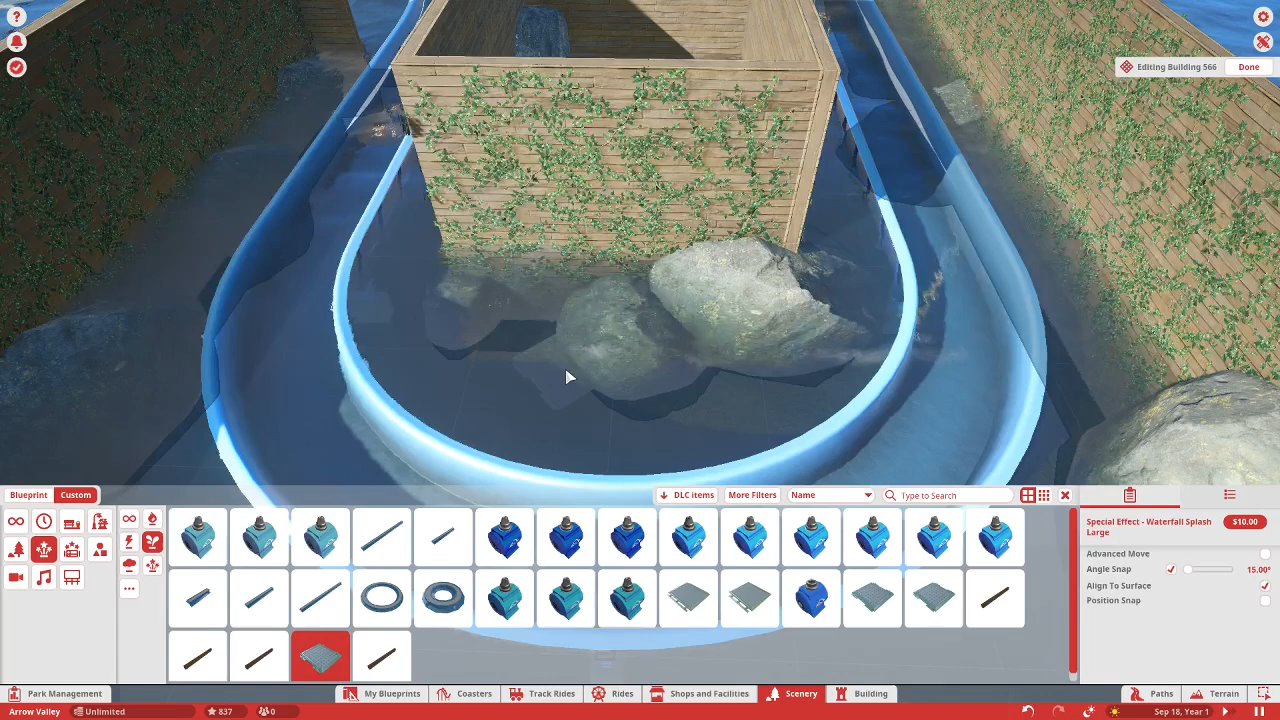 Editing Building 566
Done
Blueprint
Custom
DLC items
More Filters
Name
Type to Search
Special Effect - Waterfall Splash
Large
$10.00
Advanced Move
Angle Snap
15.00°
Align To Surface
Position Snap
Park Management
My Blueprints
Coasters
Track Rides
Rides
Shops and Facilities
Scenery
Building
Paths
Terrain
Arrow Valley
Unlimited
837
0
Sep 18, Year 1